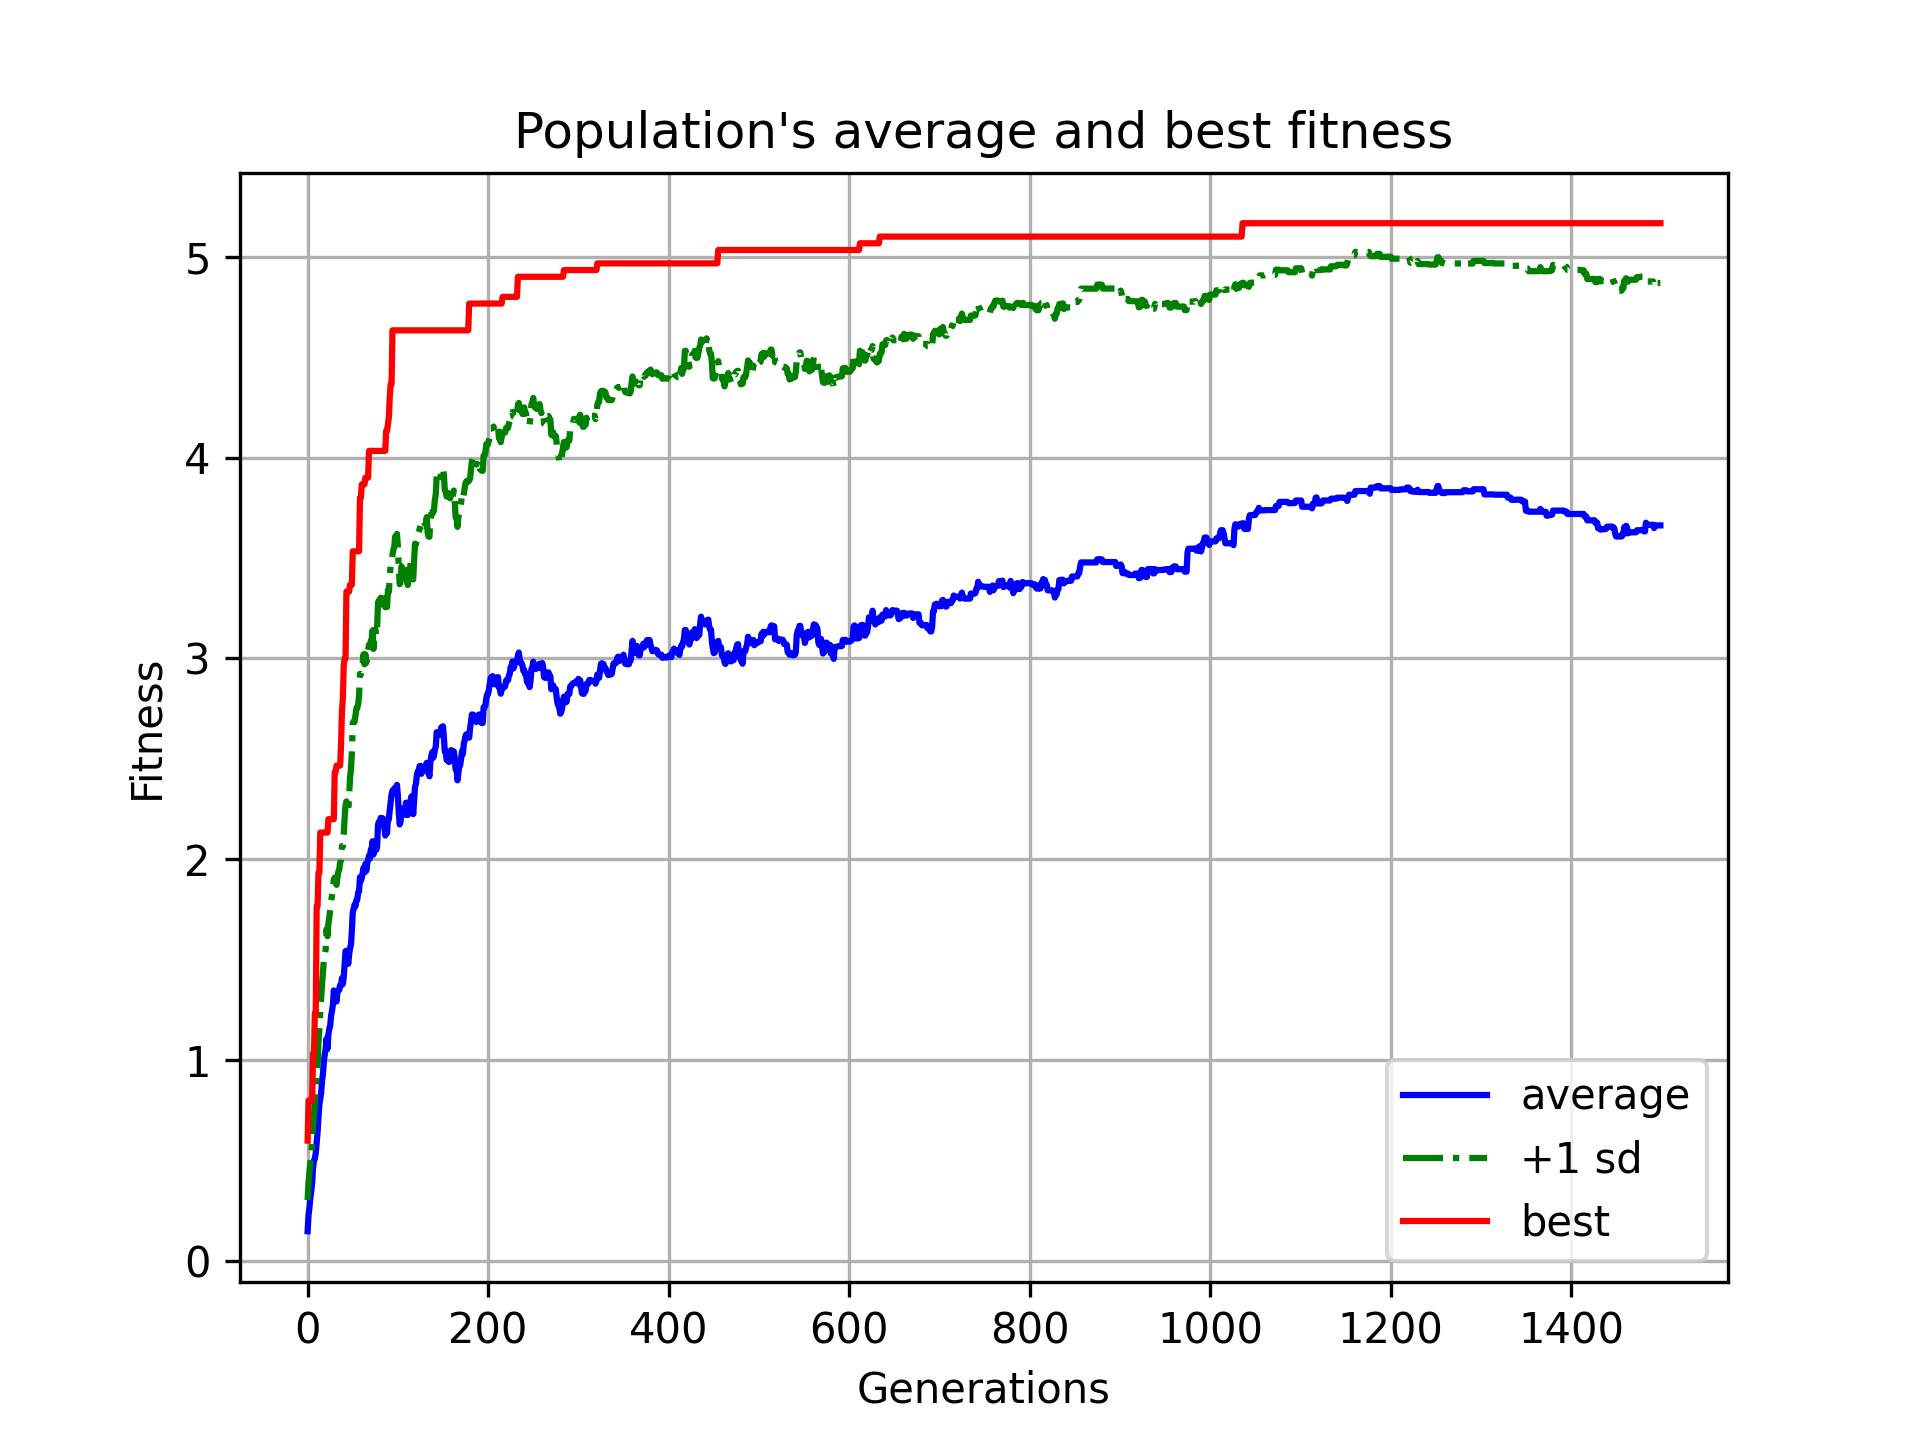 Population's average and best fitness
Fitness
5
4
3
2
1
0
average
+1 sd
best
0 200 400 600 800 1000 1200 1400
Generations